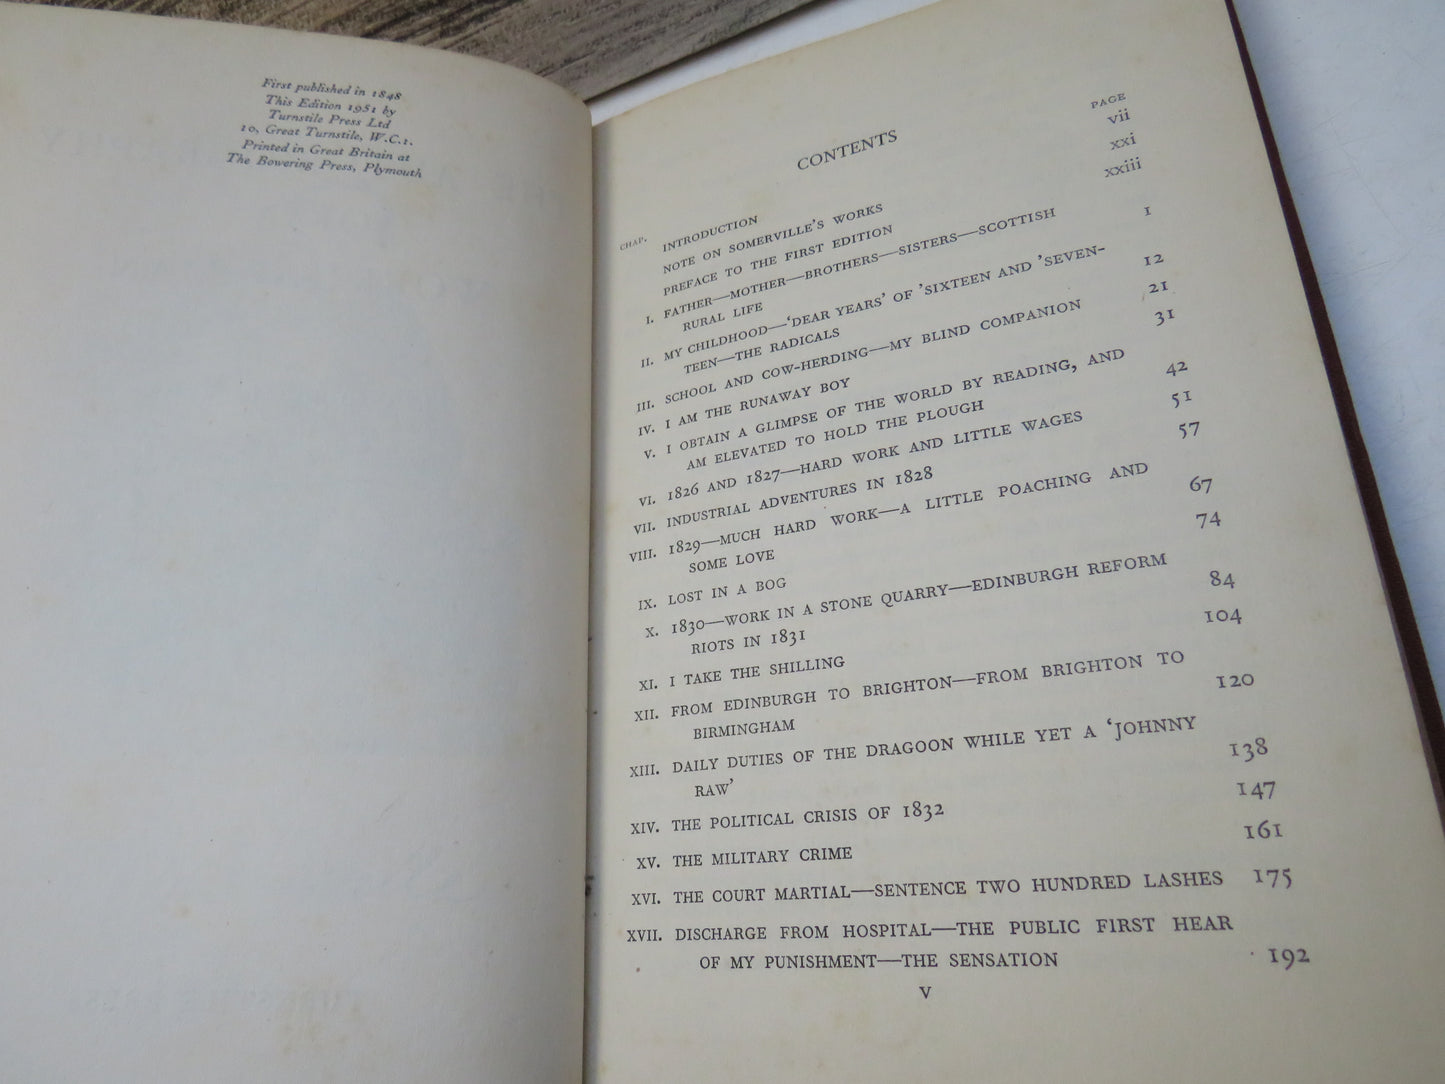 First published in 1848
This Edition 1951 by
Turnstile Press Ltd
10, Great Turnstile, W.C.1.
Printed in Great Britain at
The Bowering Press, Plymouth
CONTENTS
CHAP. PAGE
INTRODUCTION vii
NOTE ON SOMERVILLE'S WORKS xxi
PREFACE TO THE FIRST EDITION xxiii
I. FATHER—MOTHER—BROTHERS—SISTERS—SCOTTISH
RURAL LIFE 1
II. MY CHILDHOOD—'DEAR YEARS' OF 'SIXTEEN AND 'SEVEN-
TEEN—THE RADICALS 12
III. SCHOOL AND COW-HERDING—MY BLIND COMPANION 21
IV. I AM THE RUNAWAY BOY 31
V. I OBTAIN A GLIMPSE OF THE WORLD BY READING, AND
AM ELEVATED TO HOLD THE PLOUGH 42
VI. 1826 AND 1827—HARD WORK AND LITTLE WAGES 51
VII. INDUSTRIAL ADVENTURES IN 1828 57
VIII. 1829—MUCH HARD WORK—A LITTLE POACHING AND
SOME LOVE 67
IX. LOST IN A BOG 74
X. 1830—WORK IN A STONE QUARRY—EDINBURGH REFORM
RIOTS IN 1831 84
XI. I TAKE THE SHILLING 104
XII. FROM EDINBURGH TO BRIGHTON—FROM BRIGHTON TO
BIRMINGHAM 120
XIII. DAILY DUTIES OF THE DRAGOON WHILE YET A 'JOHNNY
RAW' 138
XIV. THE POLITICAL CRISIS OF 1832 147
XV. THE MILITARY CRIME 161
XVI. THE COURT MARTIAL—SENTENCE TWO HUNDRED LASHES 175
XVII. DISCHARGE FROM HOSPITAL—THE PUBLIC FIRST HEAR
OF MY PUNISHMENT—THE SENSATION 192
V